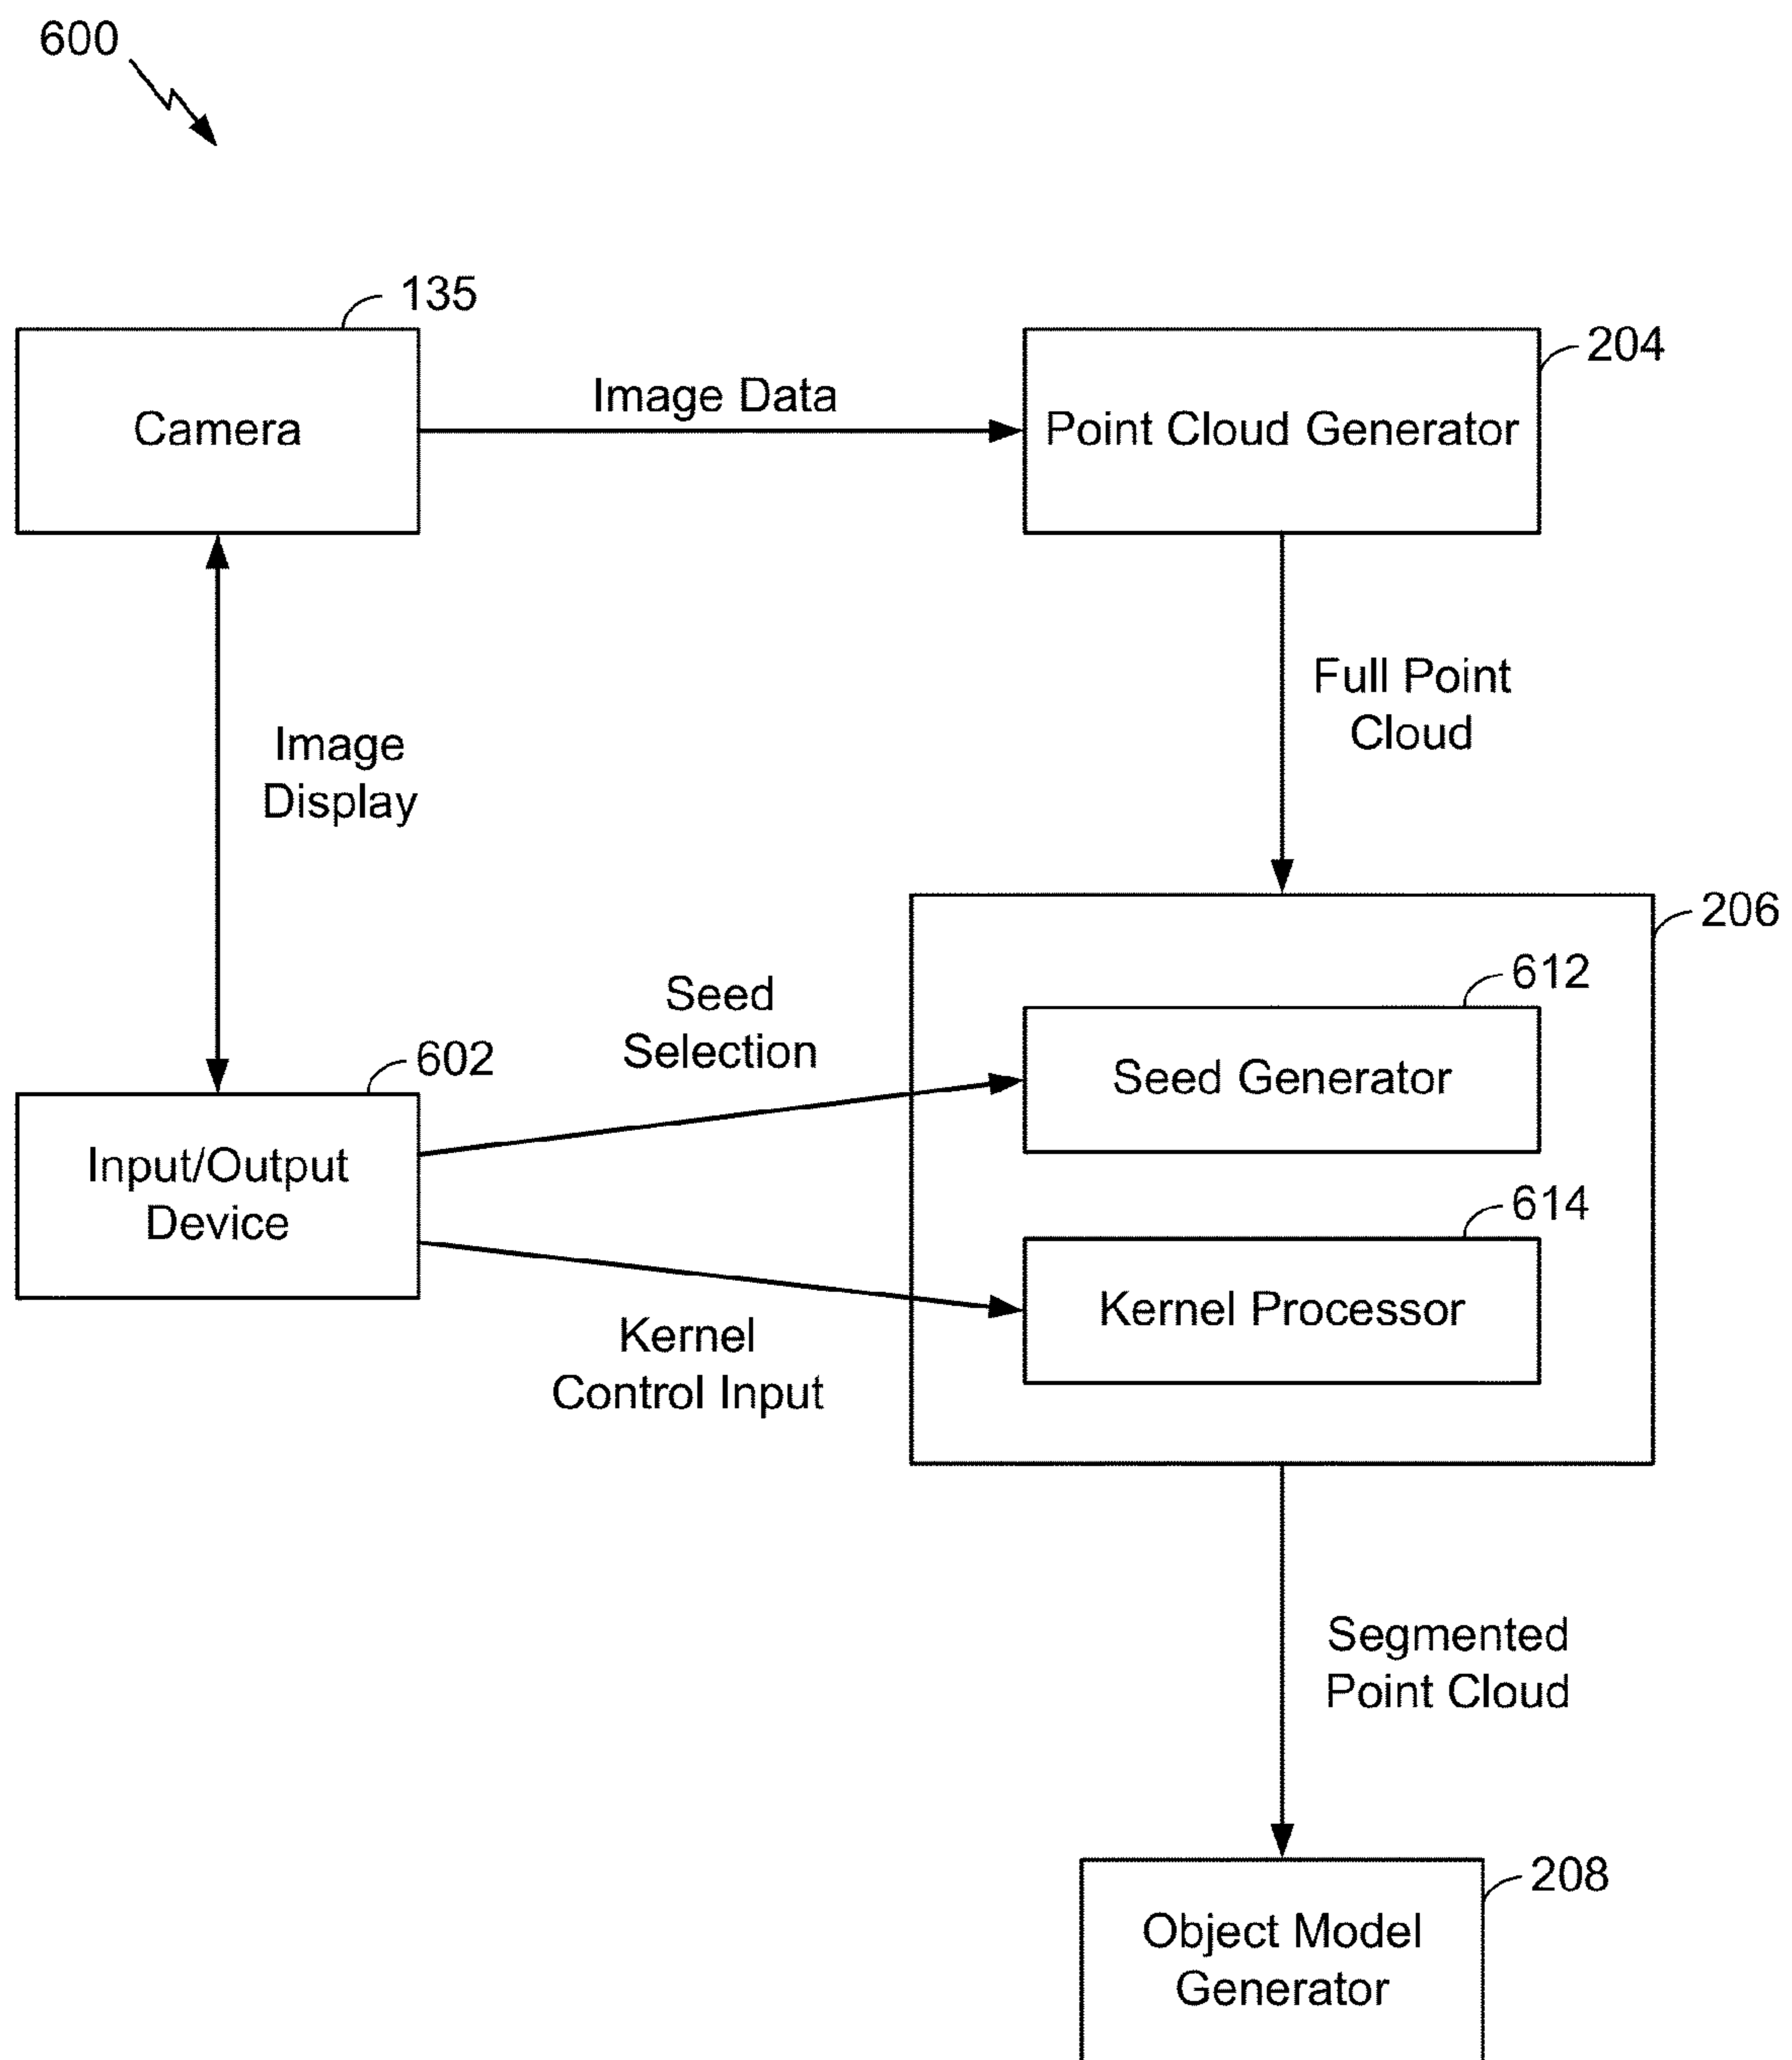 600
135
Camera
Image Data
204
Point Cloud Generator
Image
Display
Full Point
Cloud
206
602
Input/Output
Device
Seed
Selection
612
Seed Generator
614
Kernel Processor
Kernel
Control Input
Segmented
Point Cloud
208
Object Model
Generator